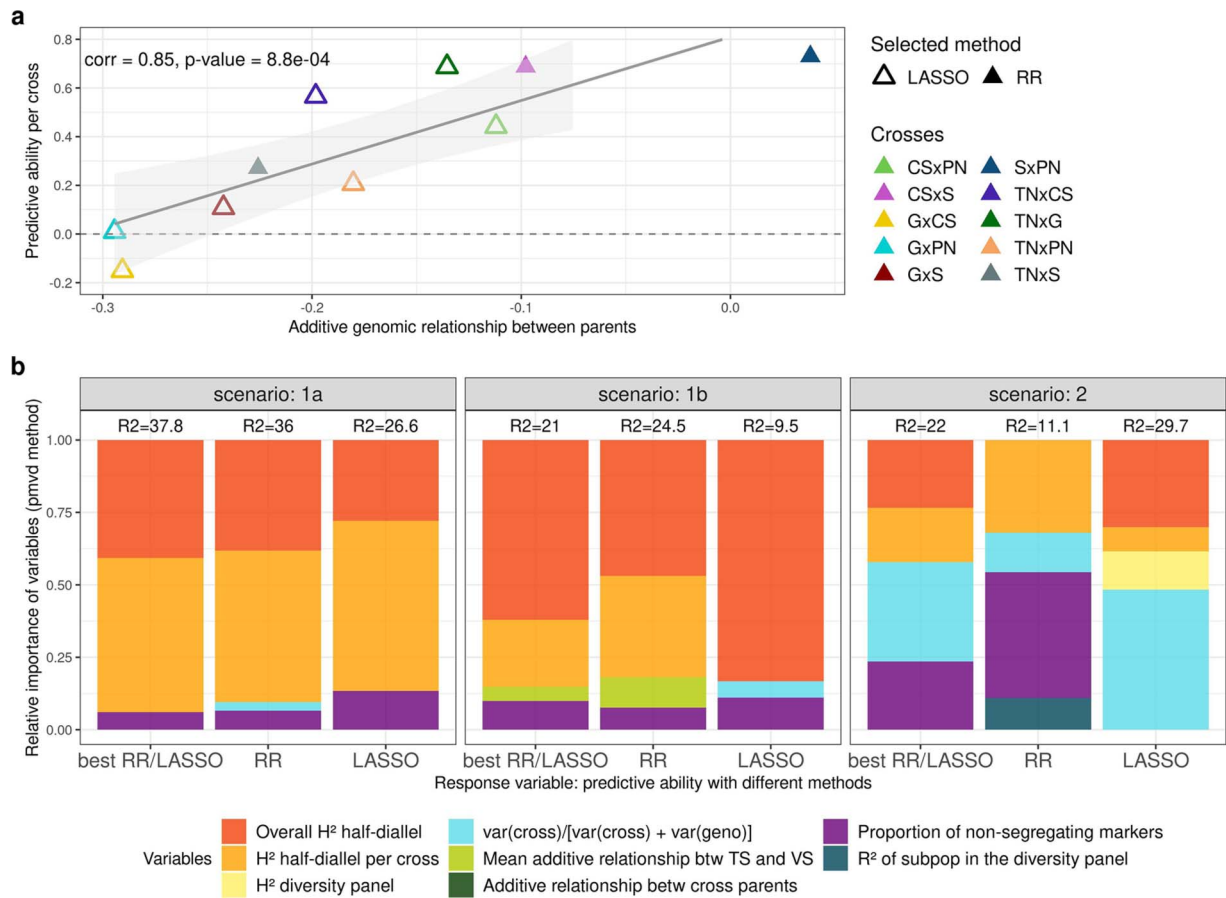 a
corr = 0.85, p-value = 8.8e-04
0.8
0.6
0.4
0.2
0.0
-0.2
Predictive ability per cross
-0.3
-0.2
-0.1
0.0
Additive genomic relationship between parents
Selected method
LASSO
RR
Crosses
CSxPN
SxPN
CSxS
TNxCS
GxCS
TNxG
GxPN
TNxPN
GxS
TNxS
b
scenario: 1a
scenario: 1b
scenario: 2
R2=37.8
R2=36
R2=26.6
R2=21
R2=24.5
R2=9.5
R2=22
R2=11.1
R2=29.7
1.00
0.75
0.50
0.25
0.00
Relative importance of variables (pmvd method)
best RR/LASSO
RR
LASSO
best RR/LASSO
RR
LASSO
best RR/LASSO
RR
LASSO
Response variable: predictive ability with different methods
Variables
Overall H² half-diallel
H² half-diallel per cross
H² diversity panel
var(cross)/[var(cross) + var(geno)]
Mean additive relationship btw TS and VS
Additive relationship betw cross parents
Proportion of non-segregating markers
R² of subpop in the diversity panel